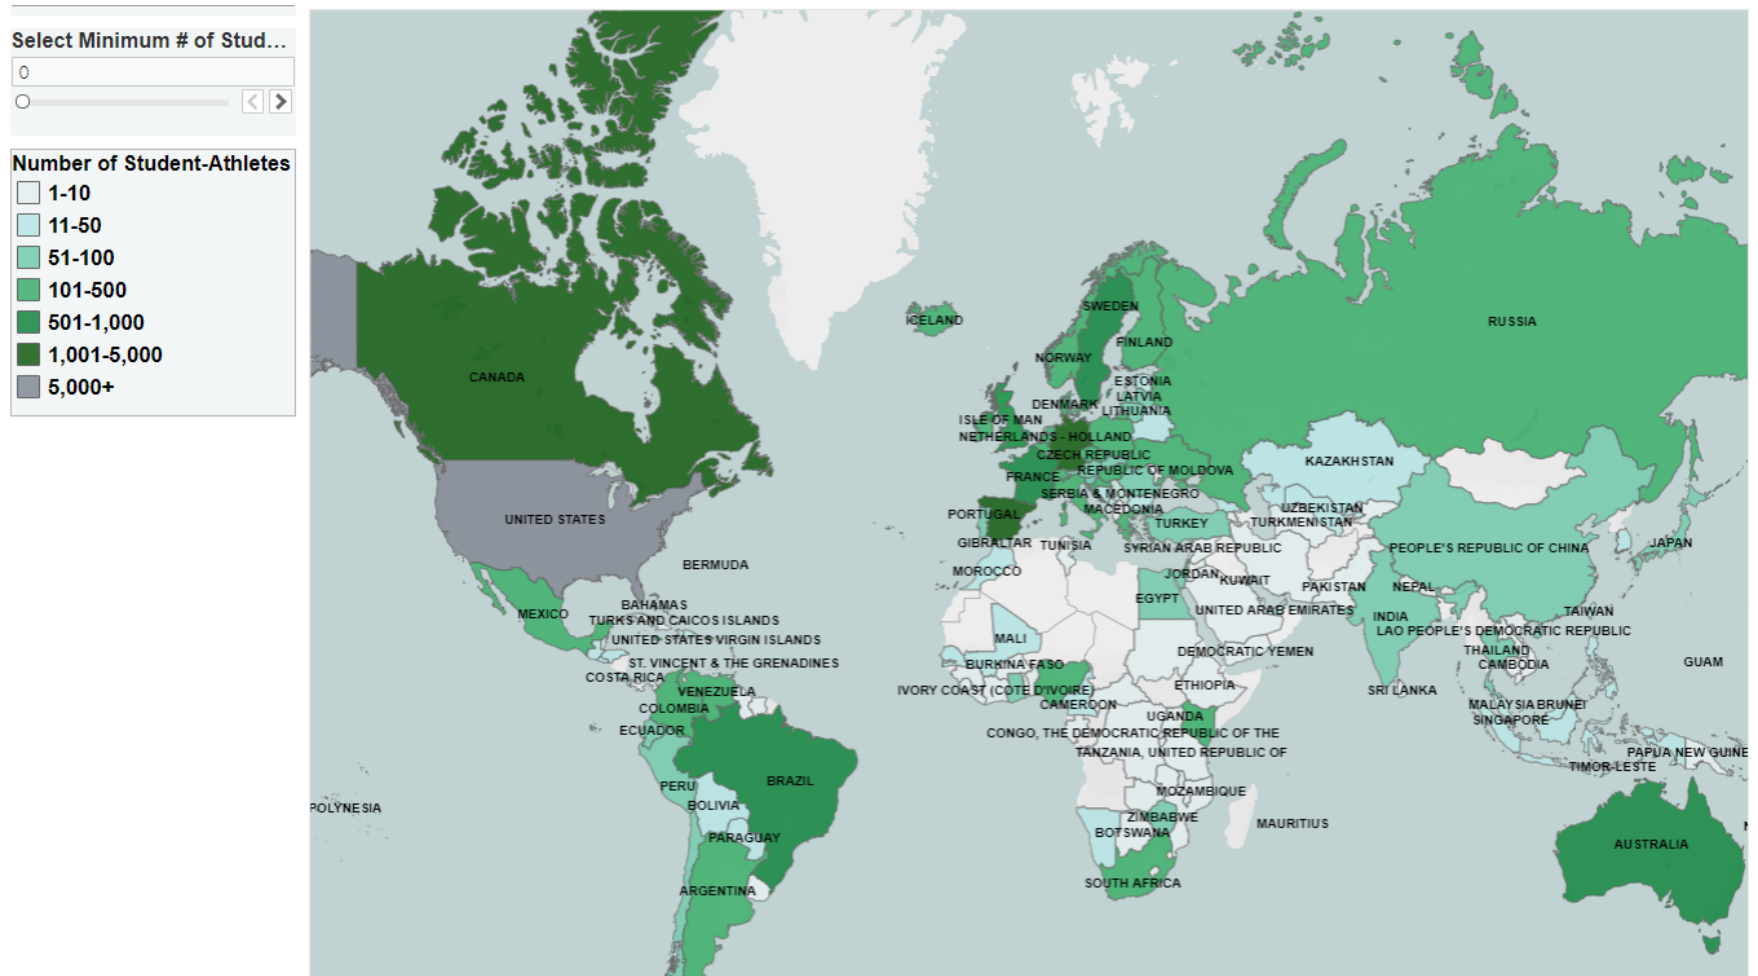 Select Minimum # of Stud...
0
Number of Student-Athletes
1-10
11-50
51-100
101-500
501-1,000
1,001-5,000
5,000+
CANADA
UNITED STATES
BERMUDA
MEXICO
BAHAMAS
TURKS AND CAICOS ISLANDS
UNITED STATES VIRGIN ISLANDS
ST. VINCENT & THE GRENADINES
COSTA RICA
VENEZUELA
COLOMBIA
ECUADOR
PERU
BRAZIL
BOLIVIA
PARAGUAY
ARGENTINA
POLYNESIA
ICELAND
SWEDEN
FINLAND
NORWAY
ESTONIA
LATVIA
DENMARK
LITHUANIA
ISLE OF MAN
NETHERLANDS - HOLLAND
CZECH REPUBLIC
REPUBLIC OF MOLDOVA
FRANCE
SERBIA & MONTENEGRO
MACEDONIA
PORTUGAL
TURKEY
GIBRALTAR
TUNISIA
SYRIAN ARAB REPUBLIC
MOROCCO
JORDAN
KUWAIT
EGYPT
UNITED ARAB EMIRATES
MALI
DEMOCRATIC YEMEN
BURKINA FASO
IVORY COAST (COTE D'IVOIRE)
ETHIOPIA
CAMEROON
UGANDA
CONGO, THE DEMOCRATIC REPUBLIC OF THE
TANZANIA, UNITED REPUBLIC OF
MOZAMBIQUE
ZIMBABWE
BOTSWANA
MAURITIUS
SOUTH AFRICA
RUSSIA
KAZAKHSTAN
UZBEKISTAN
TURKMENISTAN
PEOPLE'S REPUBLIC OF CHINA
JAPAN
PAKISTAN
NEPAL
INDIA
TAIWAN
LAO PEOPLE'S DEMOCRATIC REPUBLIC
THAILAND
CAMBODIA
GUAM
SRI LANKA
MALAYSIA
BRUNEI
SINGAPORE
PAPUA NEW GUINE
TIMOR-LESTE
AUSTRALIA